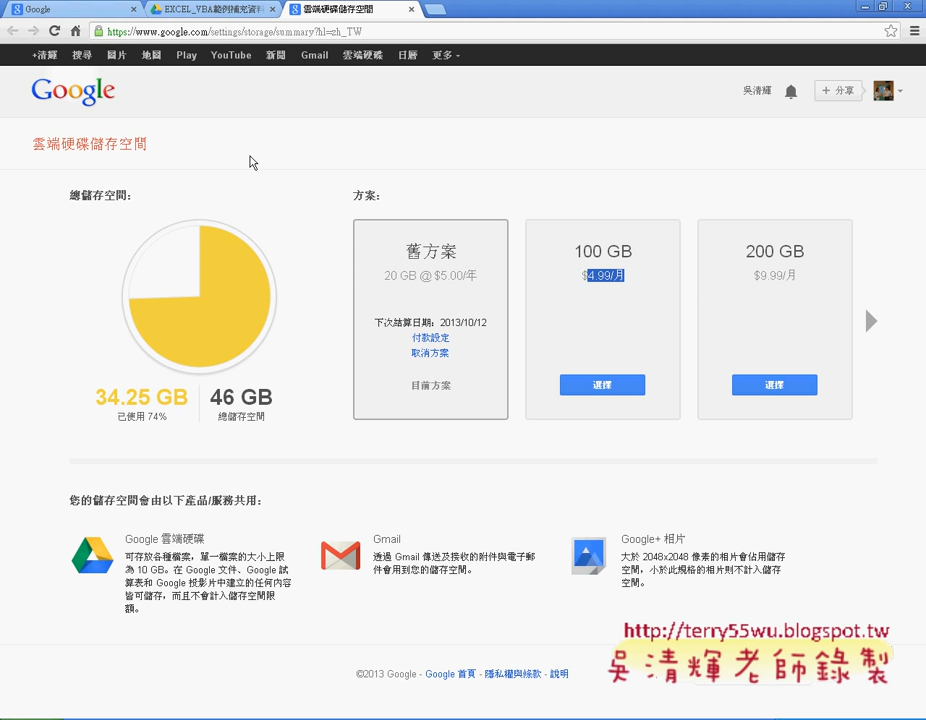 Google
EXCEL_VBA範例補充資料
雲端硬碟儲存空間
https://www.google.com/settings/storage/summary?hl=zh_TW
+清輝 搜尋 圖片 地圖 Play YouTube 新聞 Gmail 雲端硬碟 日曆 更多
Google
吳清輝
+ 分享
雲端硬碟儲存空間
總儲存空間:
34.25 GB
已使用 74%
46 GB
總儲存空間
方案:
舊方案
20 GB @ $5.00/年
下次結算日期: 2013/10/12
付款設定
取消方案
目前方案
100 GB
$4.99/月
選擇
200 GB
$9.99/月
選擇
您的儲存空間會由以下產品/服務共用:
Google 雲端硬碟
可存放各種檔案，單一檔案的大小上限
為 10 GB。在 Google 文件、Google 試
算表和 Google 投影片中建立的任何內容
皆可儲存，而且不會計入儲存空間限
額。
Gmail
透過 Gmail 傳送及接收的附件與電子郵
件會用到您的儲存空間。
Google+ 相片
大於 2048x2048 像素的相片會佔用儲存
空間，小於此規格的相片則不計入儲存
空間。
http://terry55wu.blogspot.tw
吳清輝老師錄製
©2013 Google - Google 首頁 - 隱私權與條款 - 說明